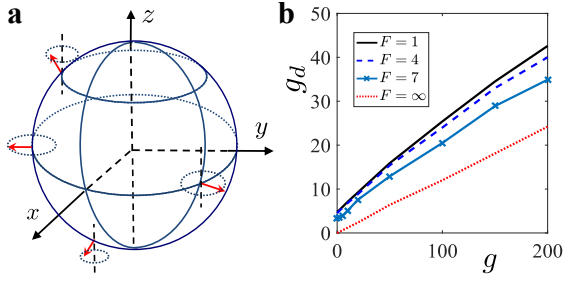 a
z
y
x
b
50
40
30
20
10
0
g_d
F = 1
F = 4
F = 7
F = ∞
0
100
200
g